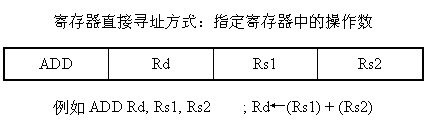 寄存器直接寻址方式：指定寄存器中的操作数
ADD Rd Rs1 Rs2
例如 ADD Rd, Rs1, Rs2 ; Rd←(Rs1) + (Rs2)